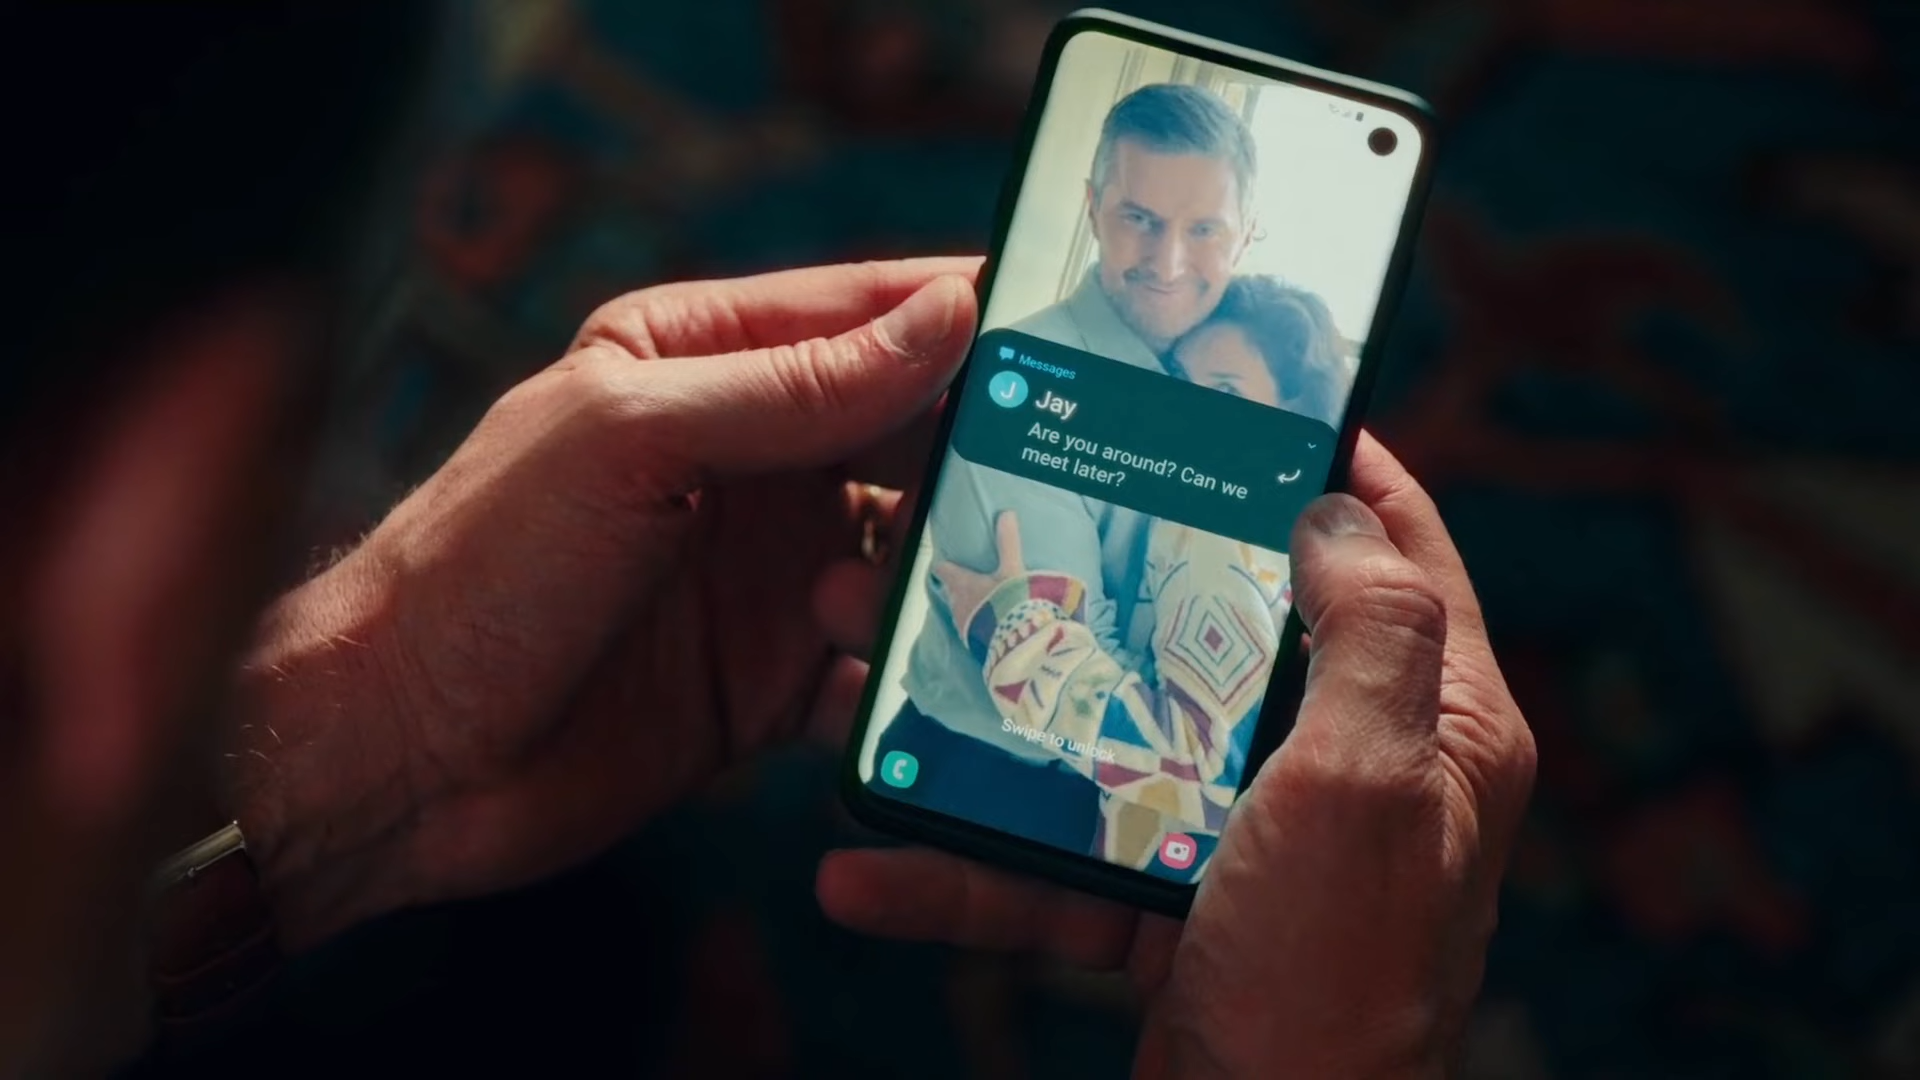 Messages
J
Jay
Are you around? Can we
meet later?
Swipe to unlock